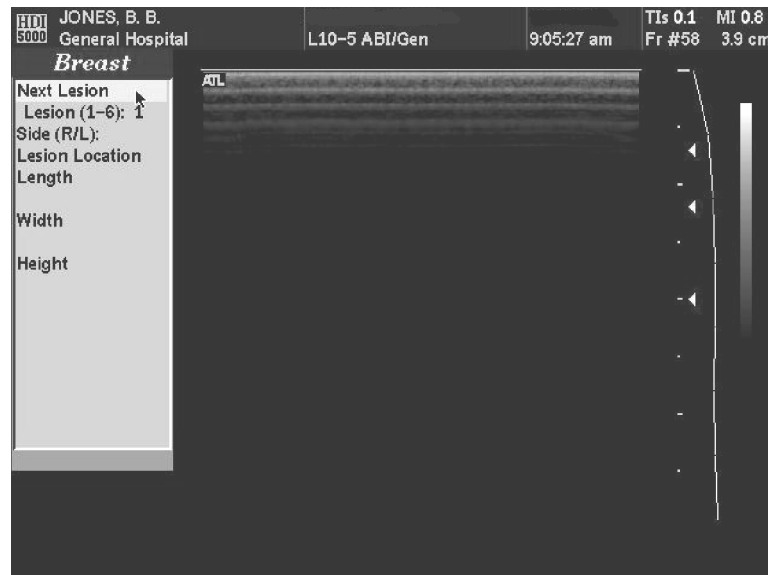 HDI
5000
JONES, B. B.
General Hospital
L10-5 ABI/Gen
9:05:27 am
TIs 0.1 MI 0.8
Fr #58 3.9 cm
Breast
Next Lesion
Lesion (1-6): 1
Side (R/L):
Lesion Location
Length
Width
Height
ATL